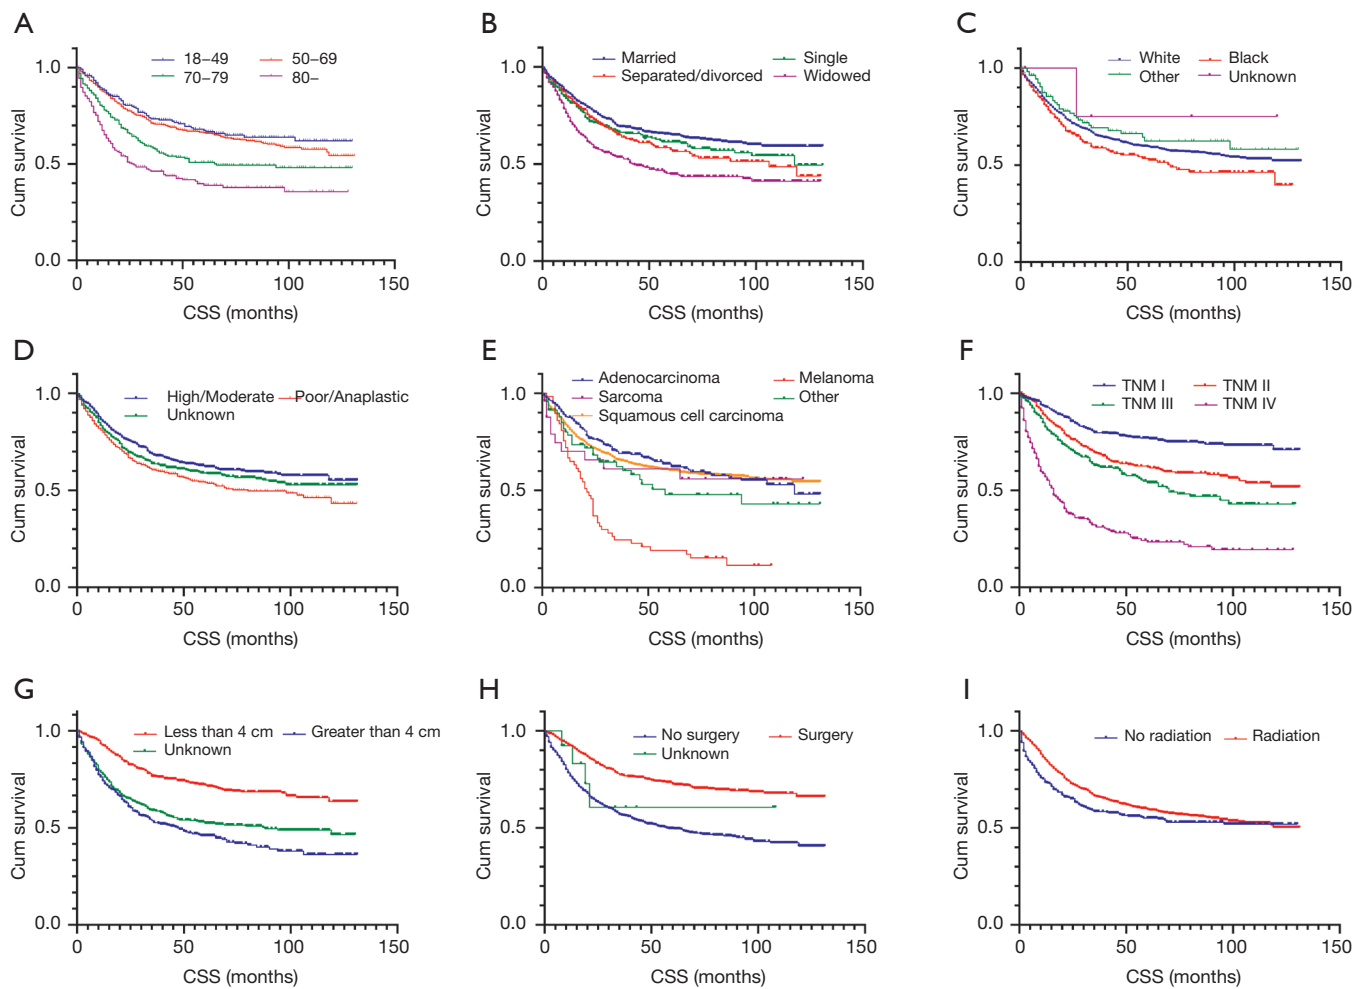 A
18–49 50–69
70–79 80–
1.0
0.5
0.0
0 50 100 150
Cum survival
CSS (months)
B
Married Single
Separated/divorced Widowed
1.0
0.5
0.0
0 50 100 150
Cum survival
CSS (months)
C
White Black
Other Unknown
1.0
0.5
0.0
0 50 100 150
Cum survival
CSS (months)
D
High/Moderate Poor/Anaplastic
Unknown
1.0
0.5
0.0
0 50 100 150
Cum survival
CSS (months)
E
Adenocarcinoma Melanoma
Sarcoma Other
Squamous cell carcinoma
1.0
0.5
0.0
0 50 100 150
Cum survival
CSS (months)
F
TNM I TNM II
TNM III TNM IV
1.0
0.5
0.0
0 50 100 150
Cum survival
CSS (months)
G
Less than 4 cm Greater than 4 cm
Unknown
1.0
0.5
0.0
0 50 100 150
Cum survival
CSS (months)
H
No surgery Surgery
Unknown
1.0
0.5
0.0
0 50 100 150
Cum survival
CSS (months)
I
No radiation Radiation
1.0
0.5
0.0
0 50 100 150
Cum survival
CSS (months)